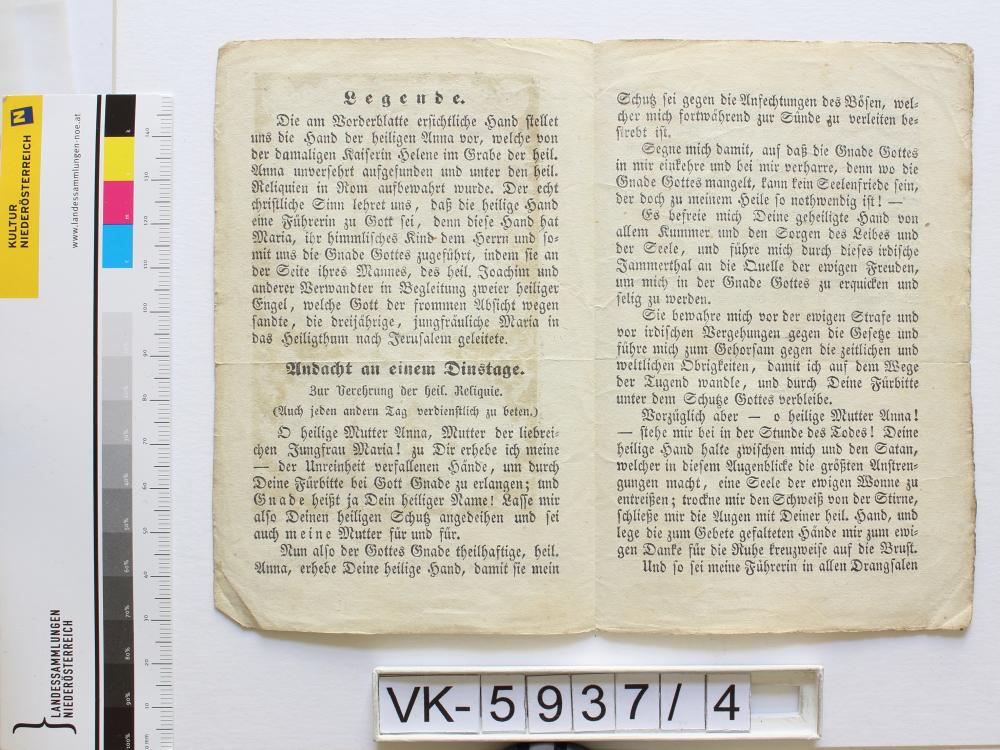 Legende.
Die am Vorderblatte ersichtliche Hand stellet
uns die Hand der heiligen Anna vor, welche von
der damaligen Kaiserin Helene im Grabe der heil.
Anna unversehrt aufgefunden und unter den heil.
Reliquien in Rom aufbewahrt wurde. Der echt
christliche Sinn lehret uns, daß die heilige Hand
eine Führerin zu Gott sei, denn diese Hand hat
Maria, ihr himmlisches Kind dem Herrn und so-
mit uns die Gnade Gottes zugeführt, indem sie an
der Seite ihres Mannes, des heil. Joachim und
anderer Verwandter in Begleitung zweier heiliger
Engel, welche Gott der frommen Absicht wegen
sandte, die dreijährige, jungfräuliche Maria in
das Heiligthum nach Jerusalem geleitete.
Andacht an einem Dinstage.
Zur Verehrung der heil. Reliquie.
(Auch jeden andern Tag verdienstlich zu beten.)
O heilige Mutter Anna, Mutter der liebrei-
chen Jungfrau Maria! zu Dir erhebe ich meine
— der Unreinheit verfallenen Hände, um durch
Deine Fürbitte bei Gott Gnade zu erlangen; und
Gnade heißt ja Dein heiliger Name! Lasse mir
also Deinen heiligen Schutz angedeihen und sei
auch meine Mutter für und für.
Nun also der Gottes Gnade theilhaftige, heil.
Anna, erhebe Deine heilige Hand, damit sie mein
Schutz sei gegen die Anfechtungen des Bösen, wel-
cher mich fortwährend zur Sünde zu verleiten be-
strebt ist.
Segne mich damit, auf daß die Gnade Gottes
in mir einkehre und bei mir verharre, denn wo die
Gnade Gottes mangelt, kann kein Seelenfriede sein,
der doch zu meinem Heile so nothwendig ist! —
Es befreie mich Deine geheiligte Hand von
allem Kummer und den Sorgen des Leibes und
der Seele, und führe mich durch dieses irdische
Jammerthal an die Quelle der ewigen Freuden,
um mich in der Gnade Gottes zu erquicken und
selig zu werden.
Sie bewahre mich vor der ewigen Strafe und
vor irdischen Vergehungen gegen die Gesetze und
führe mich zum Gehorsam gegen die zeitlichen und
weltlichen Obrigkeiten, damit ich auf dem Wege
der Tugend wandle, und durch Deine Fürbitte
unter dem Schutze Gottes verbleibe.
Vorzüglich aber — o heilige Mutter Anna!
— stehe mir bei in der Stunde des Todes! Deine
heilige Hand halte zwischen mich und den Satan,
welcher in diesem Augenblicke die größten Anstren-
gungen macht, eine Seele der ewigen Wonne zu
entreißen; trockne mir den Schweiß von der Stirne,
schließe mir die Augen mit Deiner heil. Hand, und
lege die zum Gebete gefalteten Hände mir zum ewi-
gen Danke für die Ruhe kreuzweise auf die Brust.
Und so sei meine Führerin in allen Drangsalen
KULTUR
NIEDERÖSTERREICH
N
www.landessammlungen-noe.at
LANDESSAMMLUNGEN
NIEDERÖSTERREICH
VK-5937/4